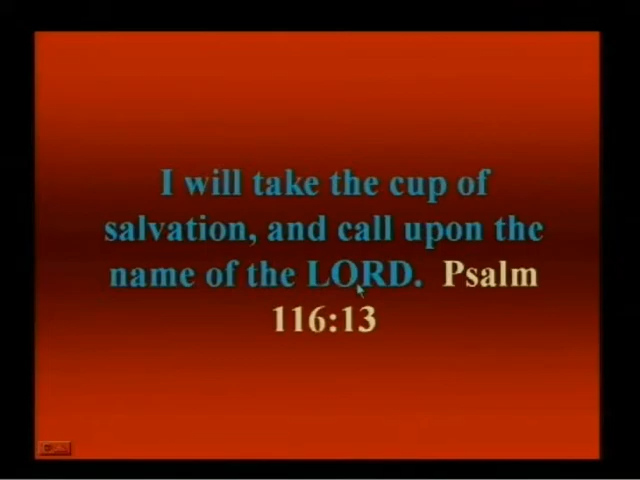 I will take the cup of
salvation, and call upon the
name of the LORD. Psalm
116:13